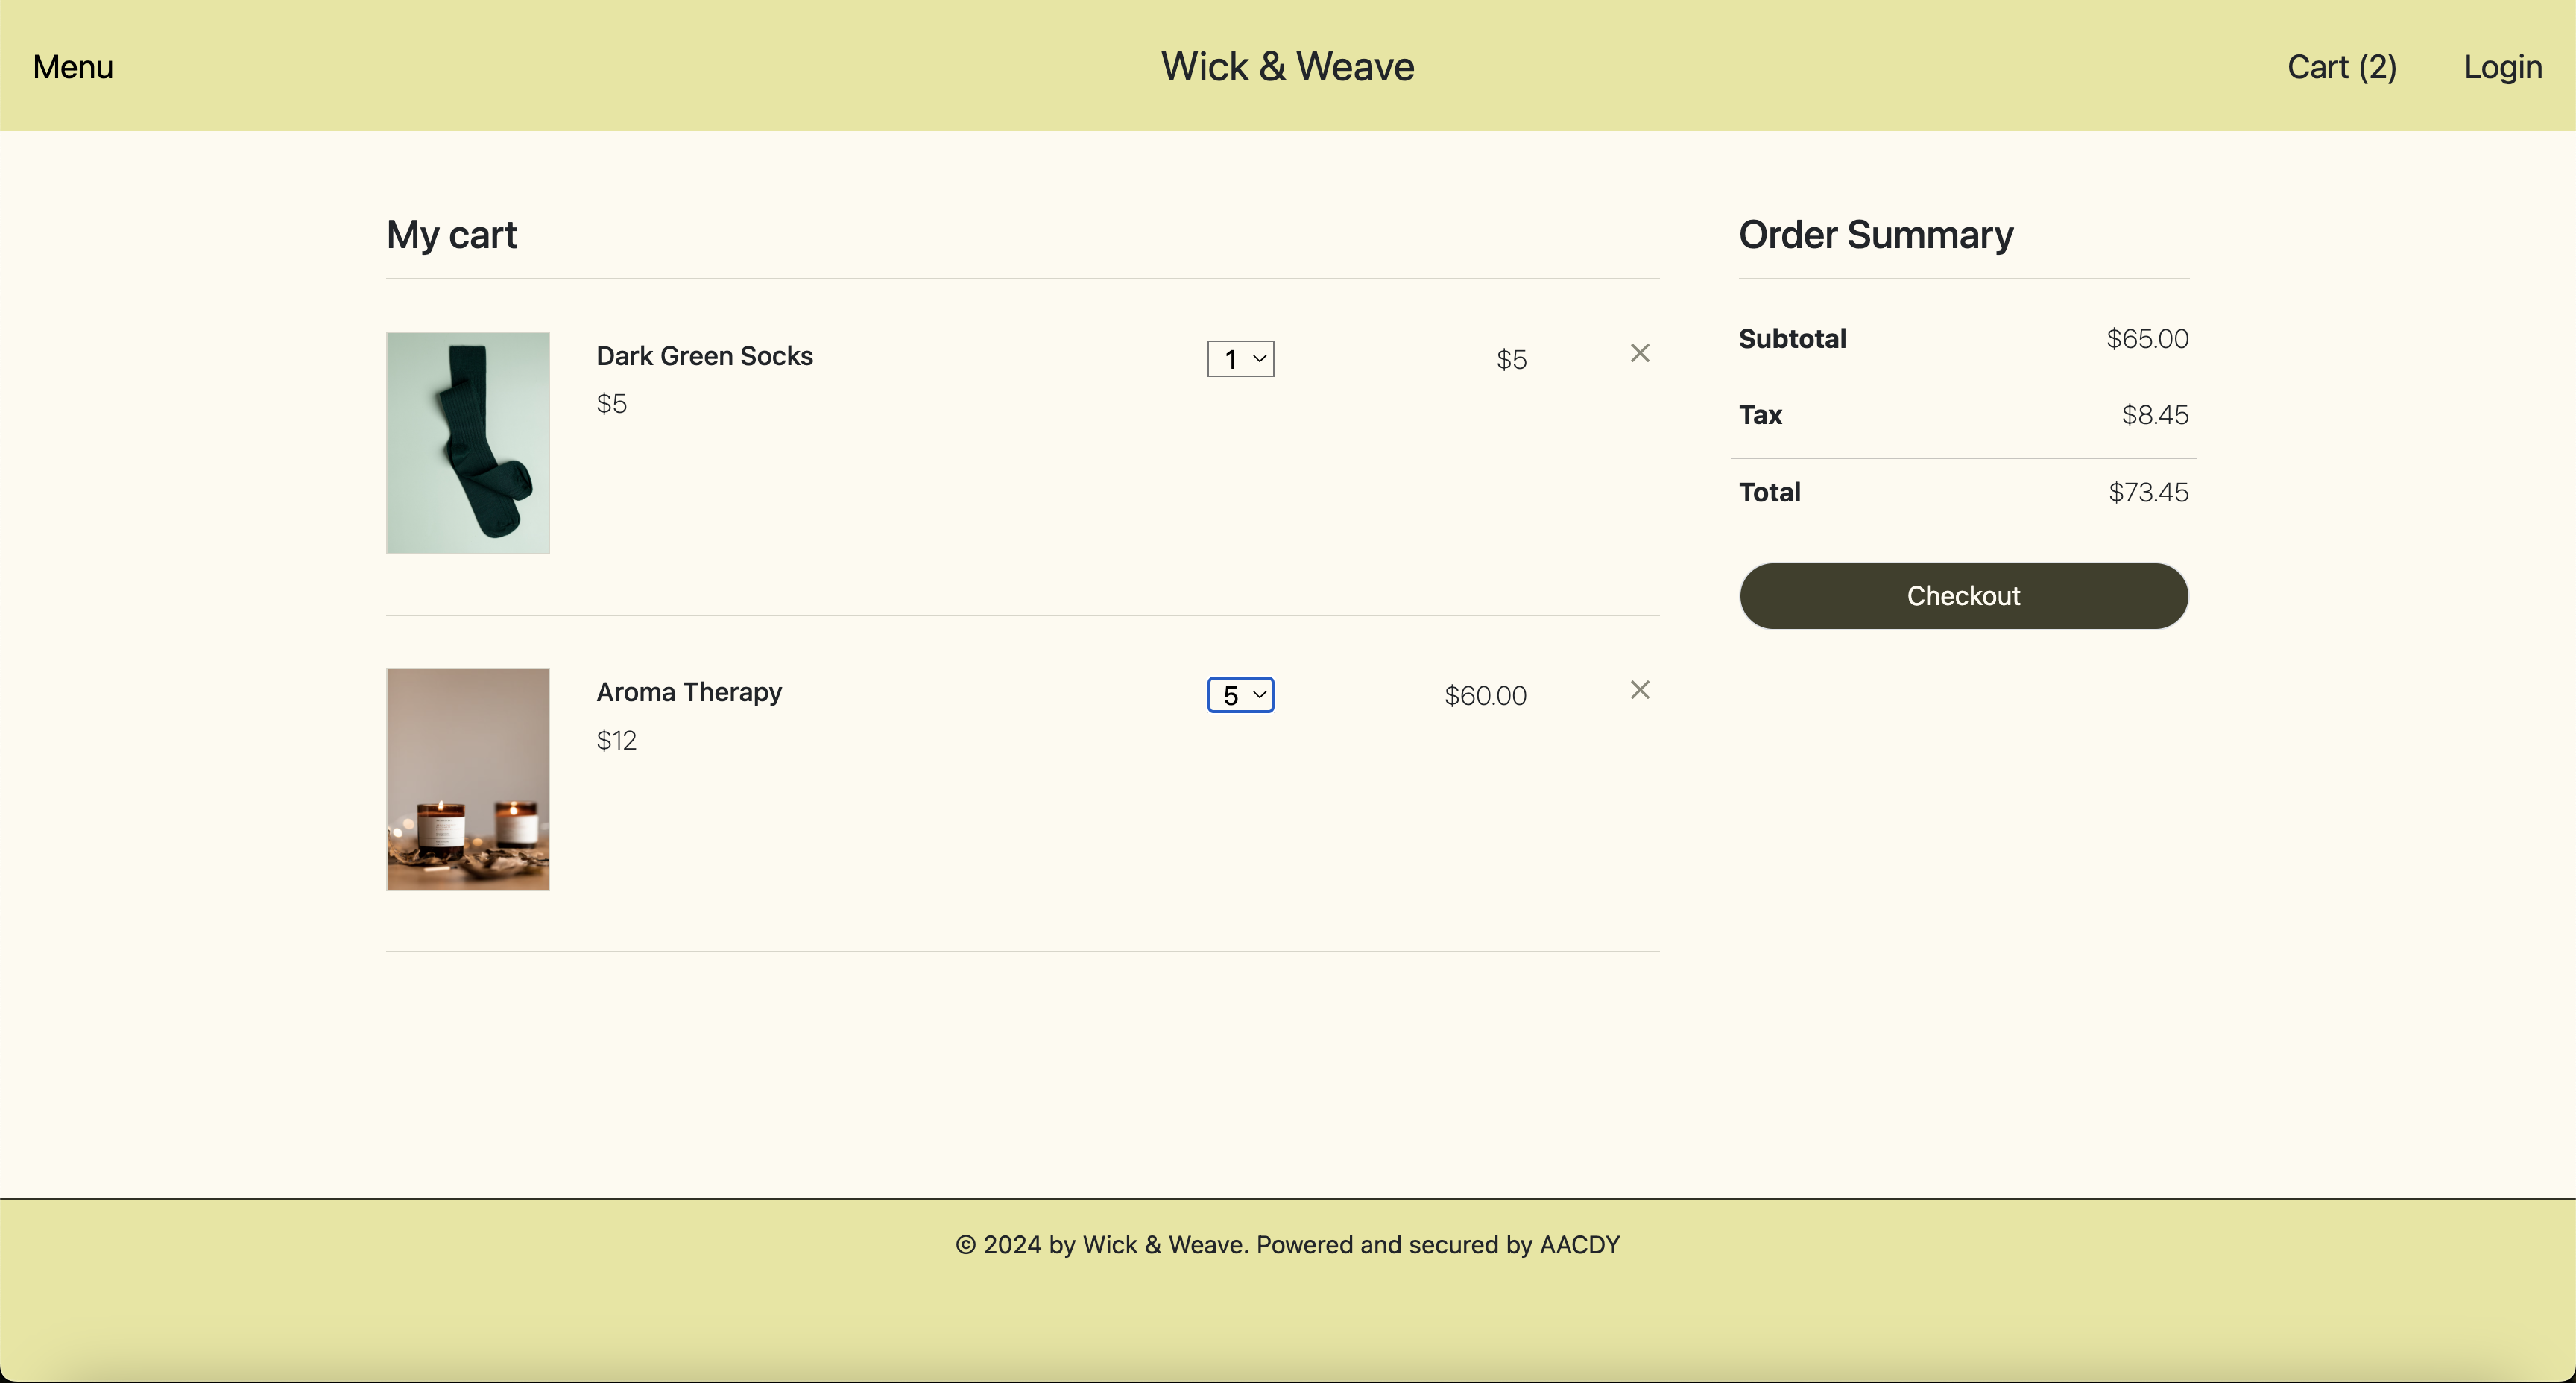 Menu
Wick & Weave
Cart (2)
Login
My cart
Dark Green Socks
1
$5
$5
Aroma Therapy
5
$60.00
$12
Order Summary
Subtotal $65.00
Tax $8.45
Total $73.45
Checkout
© 2024 by Wick & Weave. Powered and secured by AACDY